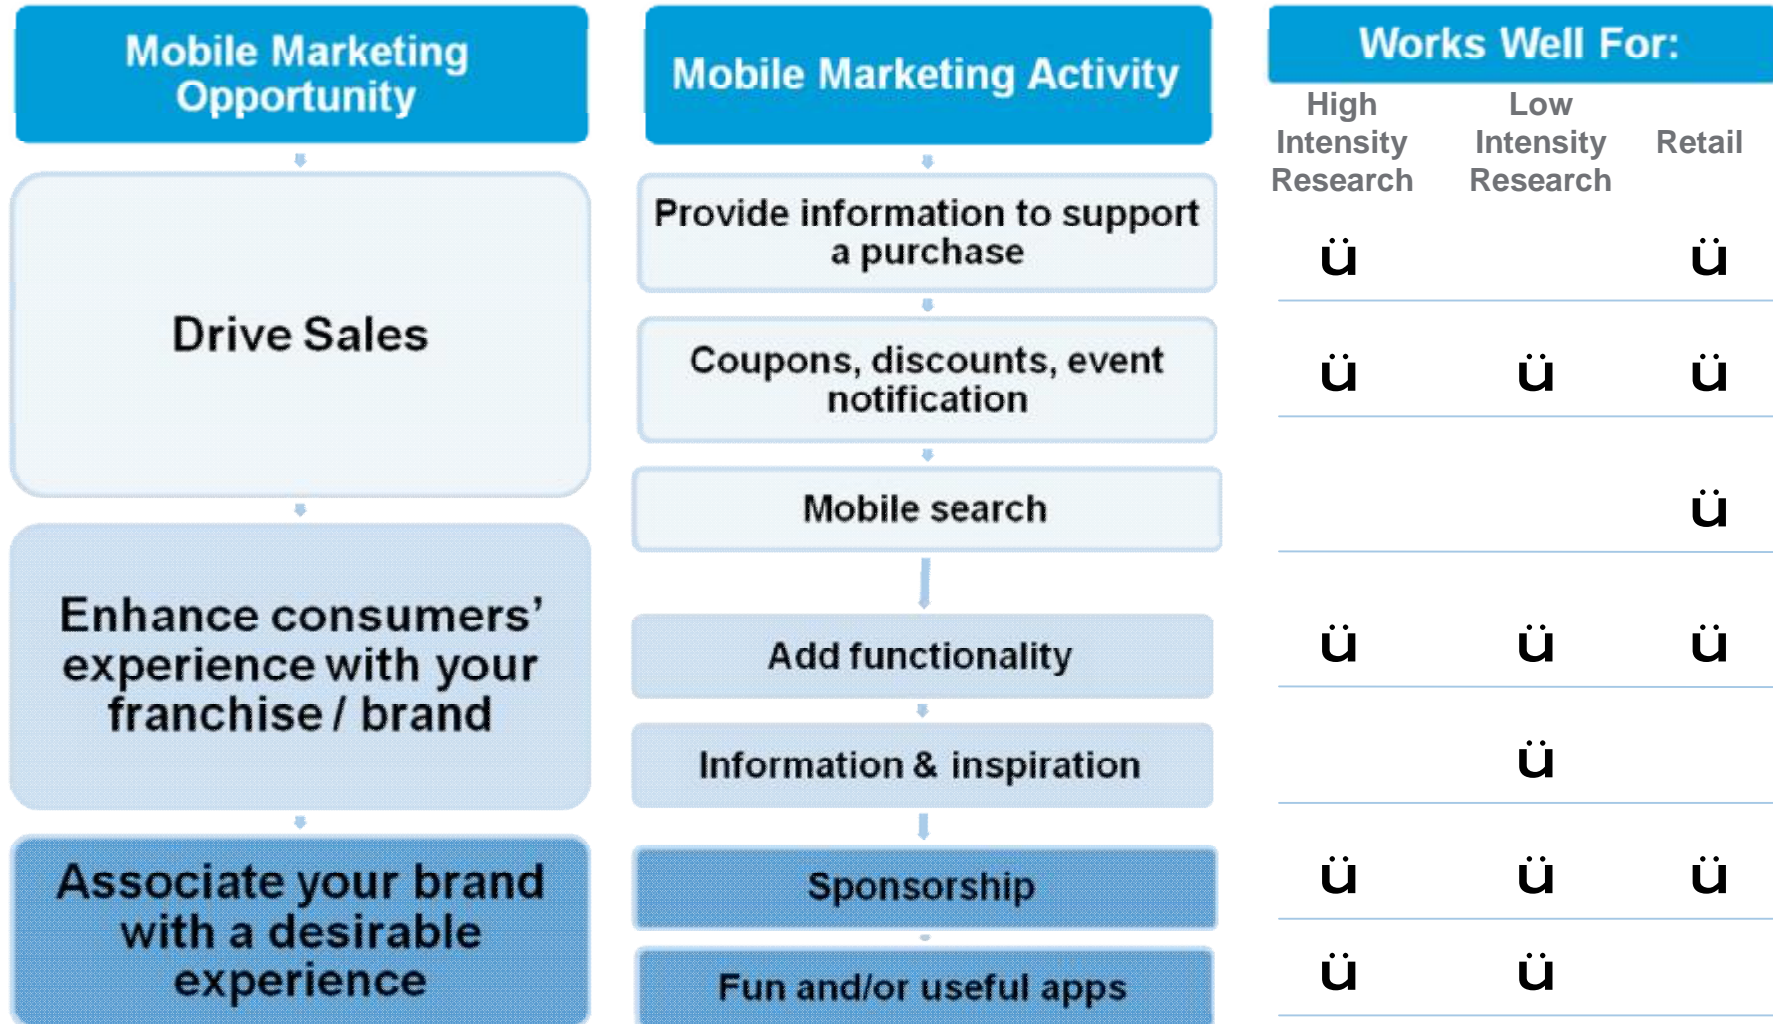 Mobile Marketing
Opportunity
Mobile Marketing Activity
Works Well For:
High
Intensity
Research
Low
Intensity
Research
Retail
Drive Sales
Provide information to support
a purchase
ü ü
Coupons, discounts, event
notification
ü ü ü
Mobile search
ü
Enhance consumers’
experience with your
franchise / brand
Add functionality
ü ü ü
Information & inspiration
ü
Associate your brand
with a desirable
experience
Sponsorship
ü ü ü
Fun and/or useful apps
ü ü